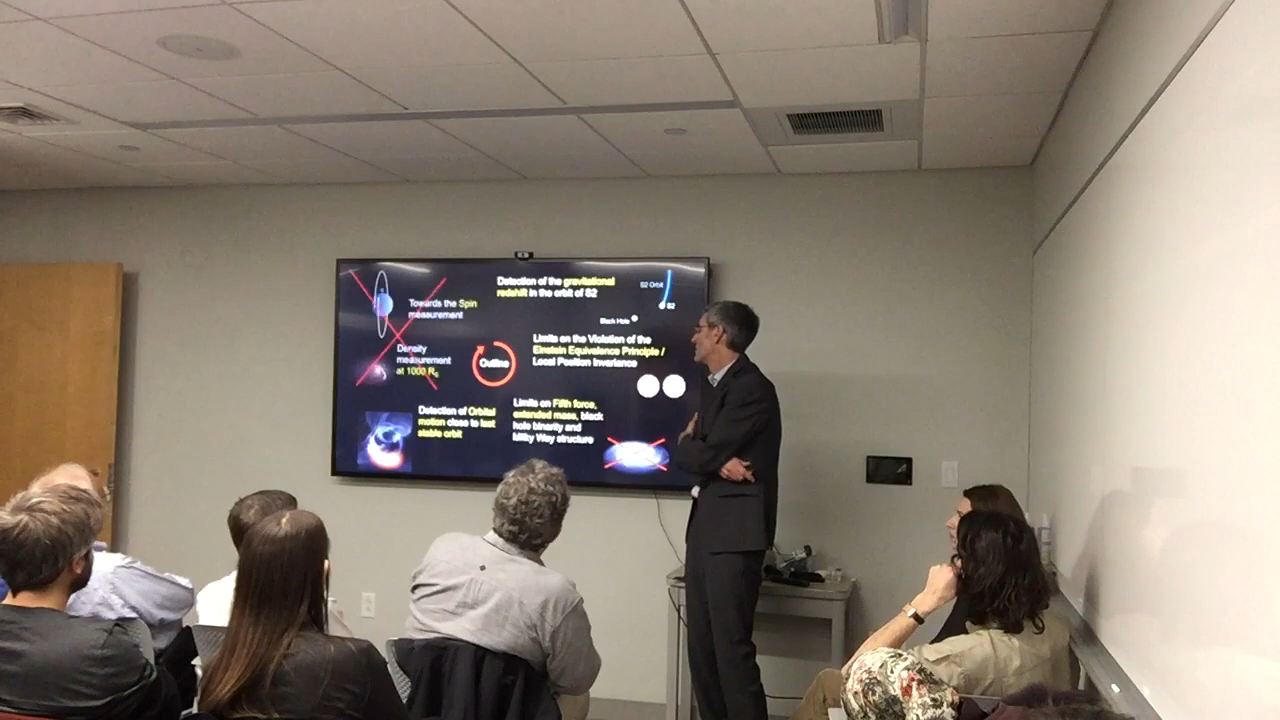 Towards the Spin
measurement
Detection of the gravitational
redshift in the orbit of S2
S2 Orbit
S2
Black Hole
Density
measurement
at 1000 Rs
Outline
Limits on the Violation of the
Einstein Equivalence Principle /
Local Position Invariance
Detection of Orbital
motion close to last
stable orbit
Limits on Fifth force,
extended mass, black
hole binarity and
Milky Way structure